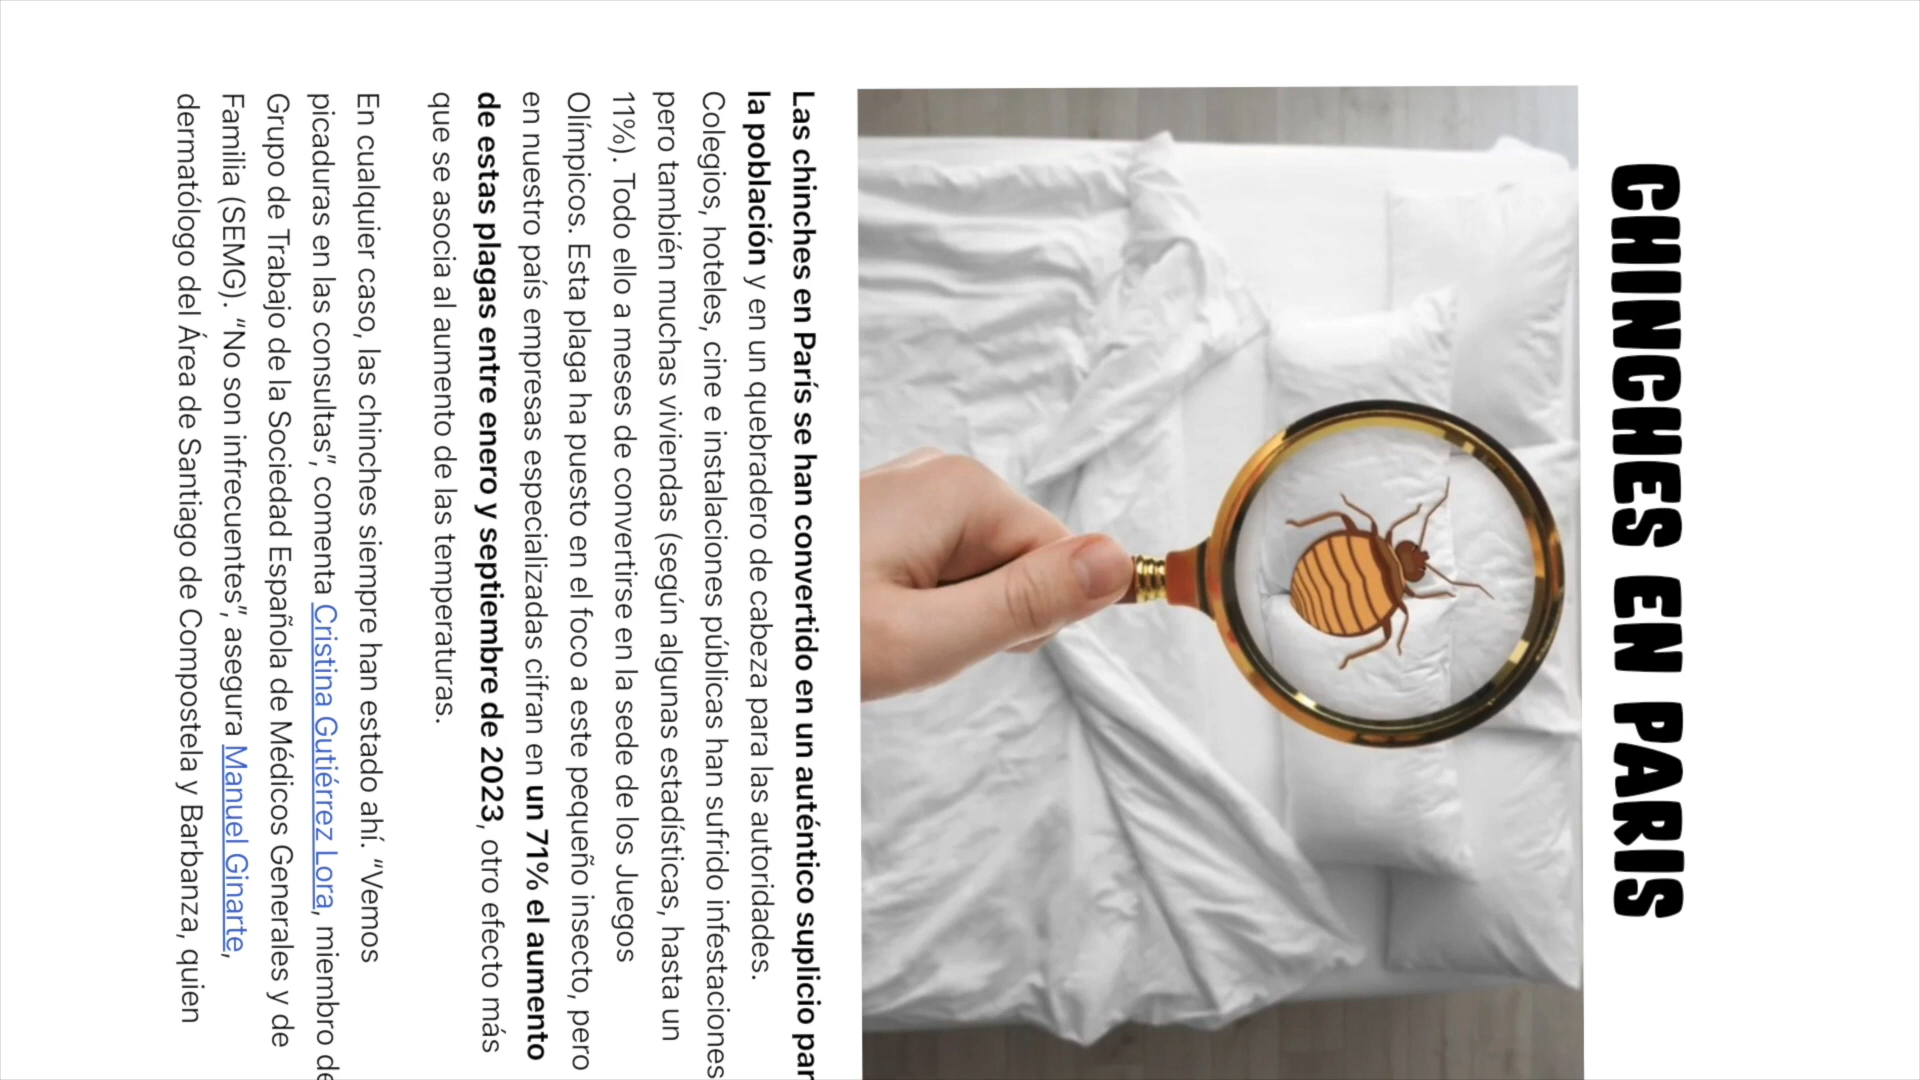 CHINCHES EN PARIS
Las chinches en París se han convertido en un auténtico suplicio
la población y en un quebradero de cabeza para las autoridades.
Colegios, hoteles, cine e instalaciones públicas han sufrido infestaciones
pero también muchas viviendas (según algunas estadísticas, hasta un
11%). Todo ello a meses de convertirse en la sede de los Juegos
Olímpicos. Esta plaga ha puesto en el foco a este pequeño insecto, pero
en nuestro país empresas especializadas cifran en un 71% el aumento
de estas plagas entre enero y septiembre de 2023, otro efecto más
que se asocia al aumento de las temperaturas.
En cualquier caso, las chinches siempre han estado ahí. “Vemos
picaduras en las consultas”, comenta Cristina Gutiérrez Lora, miembro de
Grupo de Trabajo de la Sociedad Española de Médicos Generales y de
Familia (SEMG). “No son infrecuentes”, asegura Manuel Ginarte,
dermatólogo del Área de Santiago de Compostela y Barbanza, quien